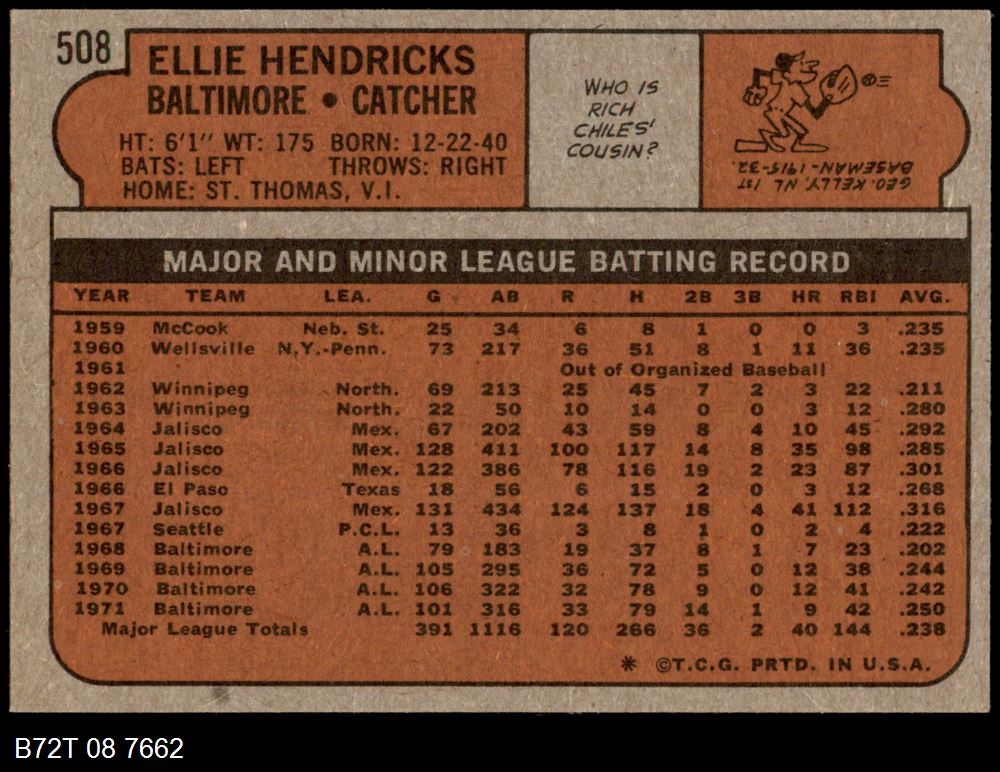 508
ELLIE HENDRICKS
BALTIMORE • CATCHER
HT: 6'1" WT: 175 BORN: 12-22-40
BATS: LEFT THROWS: RIGHT
HOME: ST. THOMAS, V.I.
WHO IS
RICH
CHILES'
COUSIN?
GEO. KELLY, NL 1ST
BASEMAN-1915-32.
MAJOR AND MINOR LEAGUE BATTING RECORD
YEAR TEAM LEA. G AB R H 2B 3B HR RBI AVG.
1959 McCook Neb. St. 25 34 6 8 1 0 0 3 .235
1960 Wellsville N.Y.-Penn. 73 217 36 51 8 1 11 36 .235
1961 Out of Organized Baseball
1962 Winnipeg North. 69 213 25 45 7 2 3 22 .211
1963 Winnipeg North. 22 50 10 14 0 0 3 12 .280
1964 Jalisco Mex. 67 202 43 59 8 4 10 45 .292
1965 Jalisco Mex. 128 411 100 117 14 8 35 98 .285
1966 Jalisco Mex. 122 386 78 116 19 2 23 87 .301
1966 El Paso Texas 18 56 6 15 2 0 3 12 .268
1967 Jalisco Mex. 131 434 124 137 18 4 41 112 .316
1967 Seattle P.C.L. 13 36 3 8 1 0 2 4 .222
1968 Baltimore A.L. 79 183 19 37 8 1 7 23 .202
1969 Baltimore A.L. 105 295 36 72 5 0 12 38 .244
1970 Baltimore A.L. 106 322 32 78 9 0 12 41 .242
1971 Baltimore A.L. 101 316 33 79 14 1 9 42 .250
Major League Totals 391 1116 120 266 36 2 40 144 .238
* ©T.C.G. PRTD. IN U.S.A.
B72T 08 7662